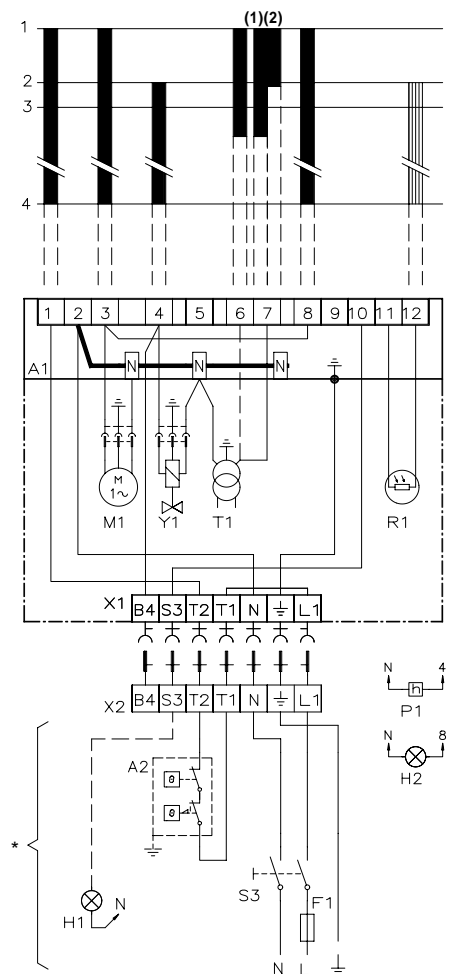 (1)(2)
1
2
3
4
1 2 3 4 5 6 7 8 9 10 11 12
A1 N N N
M
1~
M1 Y1 T1 R1
X1 B4 S3 T2 T1 N L1
X2 B4 S3 T2 T1 N L1
N 4
h
P1
N 8
H2
A2
θ
θ
*
S3 F1
H1 N
N L